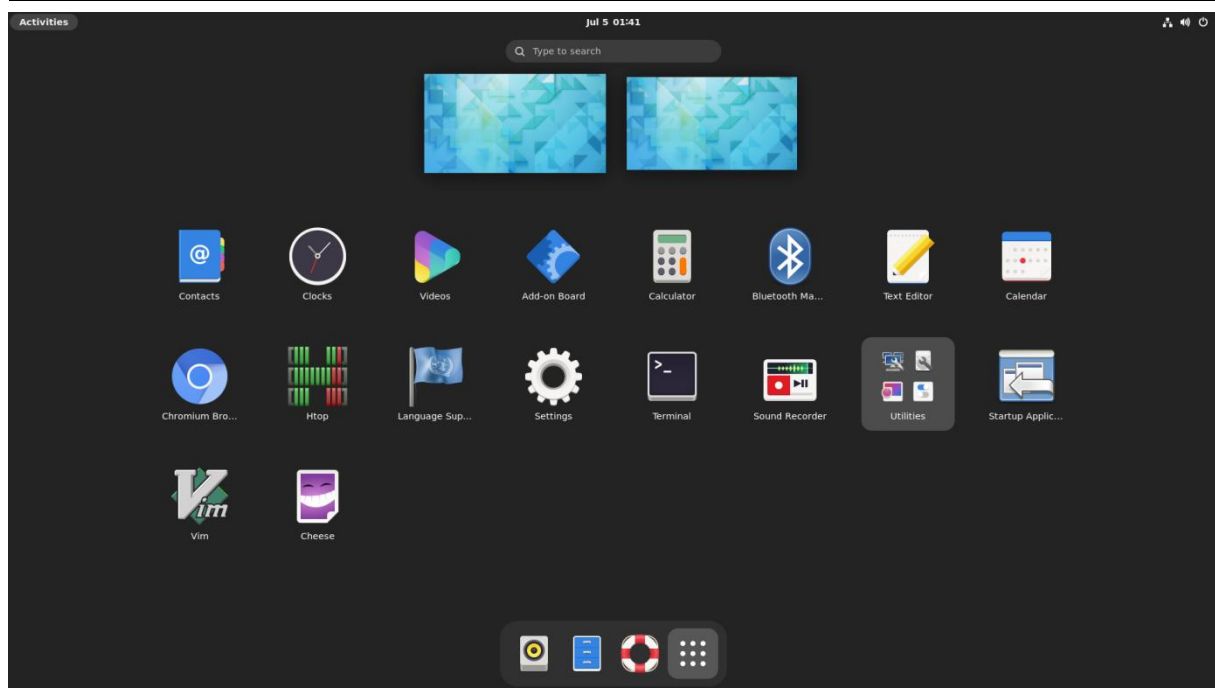 Activities
Jul 5 01:41
Type to search
Contacts Clocks Videos Add-on Board Calculator Bluetooth Ma... Text Editor Calendar
Chromium Bro... Htop Language Sup... Settings Terminal Sound Recorder Utilities Startup Applic...
Vim Cheese